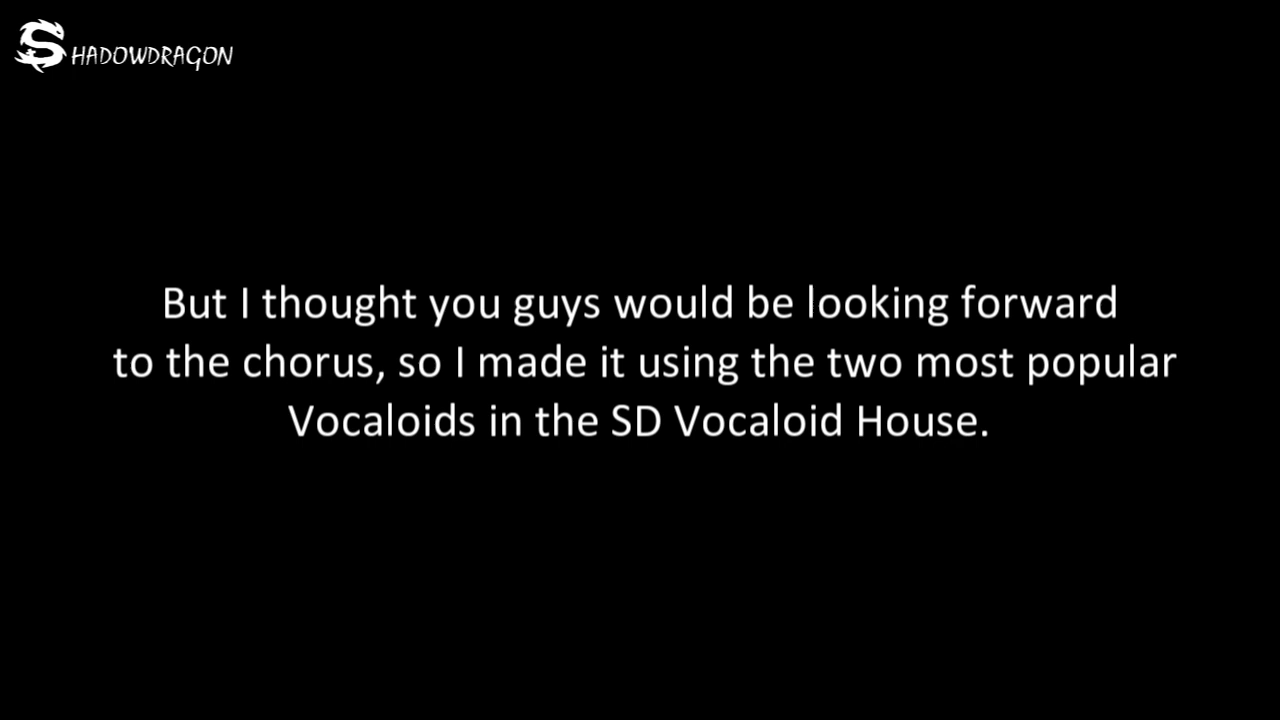 SHADOWDRAGON
But I thought you guys would be looking forward
to the chorus, so I made it using the two most popular
Vocaloids in the SD Vocaloid House.